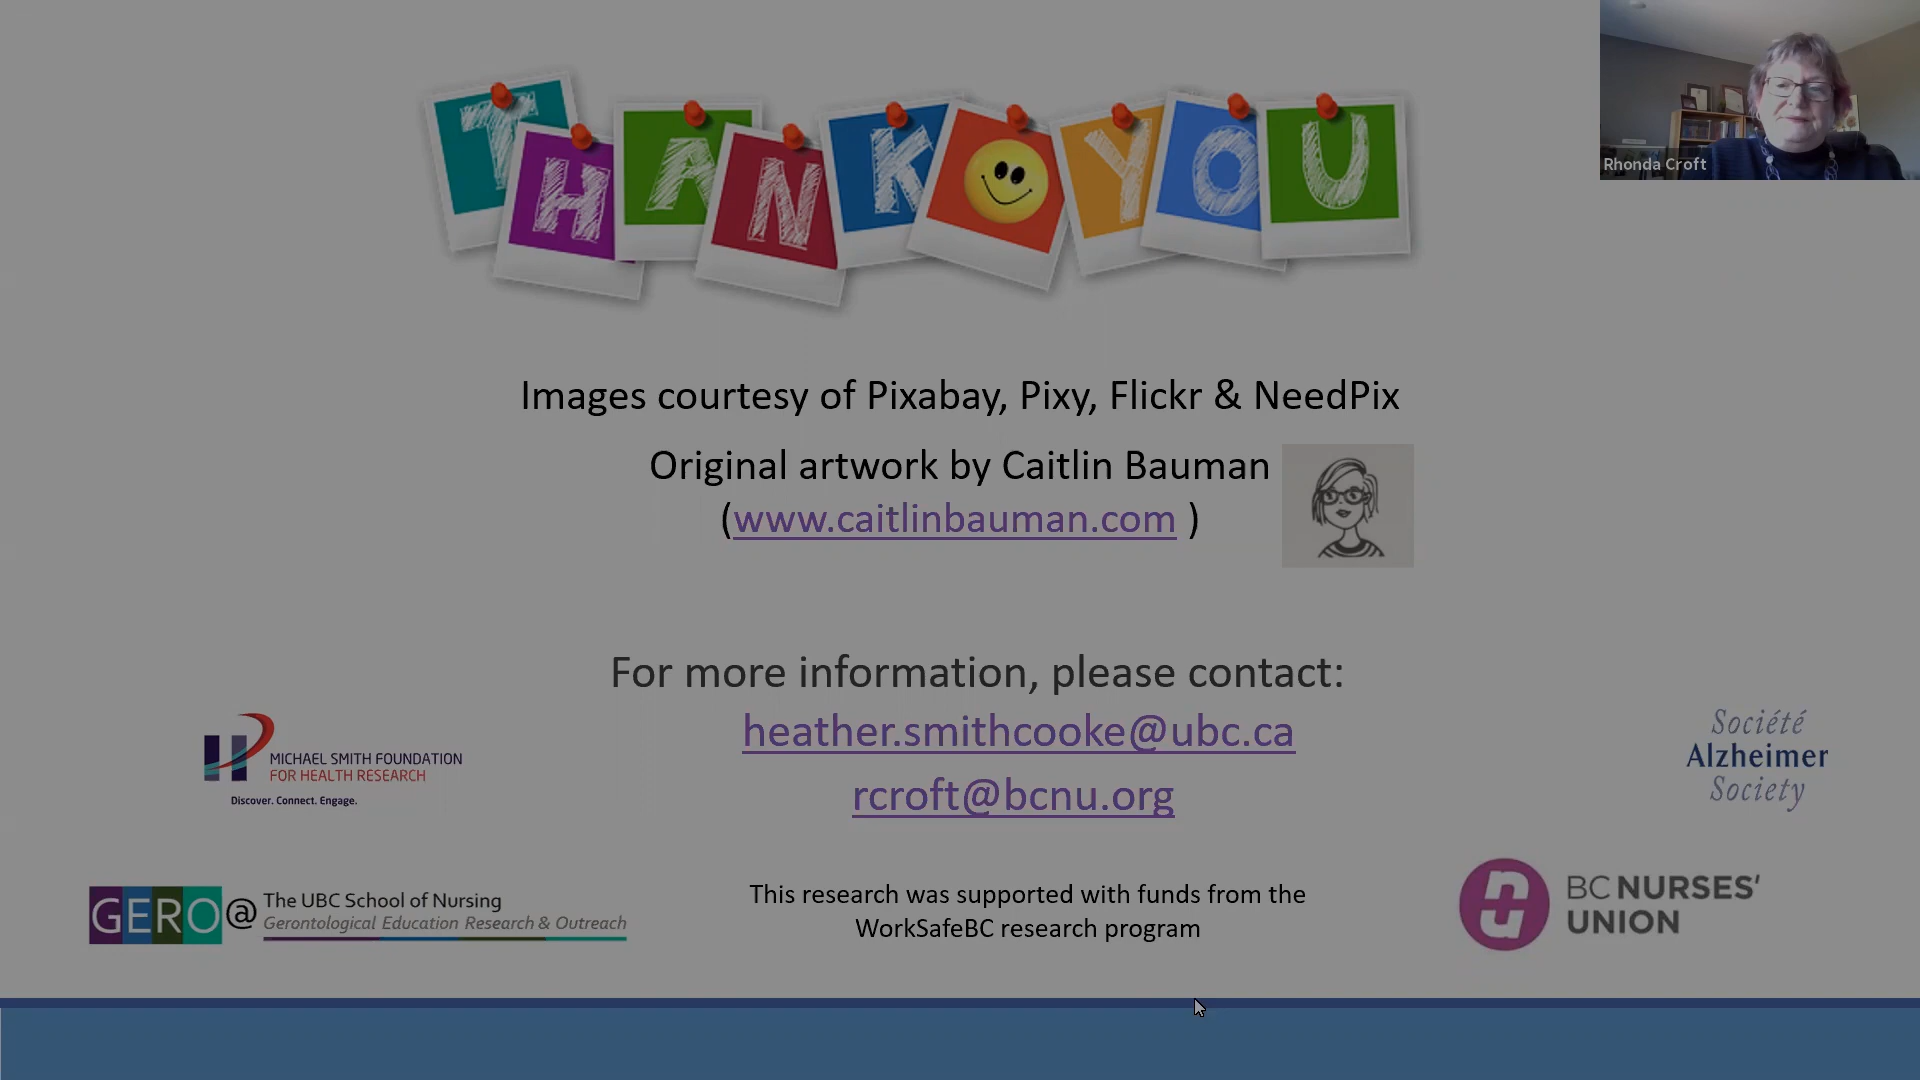 THANK YOU
Rhonda Croft
Images courtesy of Pixabay, Pixy, Flickr & NeedPix
Original artwork by Caitlin Bauman
(www.caitlinbauman.com )
For more information, please contact:
heather.smithcooke@ubc.ca
rcroft@bcnu.org
MICHAEL SMITH FOUNDATION
FOR HEALTH RESEARCH
Discover. Connect. Engage.
Société
Alzheimer
Society
GERO@ The UBC School of Nursing
Gerontological Education Research & Outreach
This research was supported with funds from the
WorkSafeBC research program
BC NURSES'
UNION